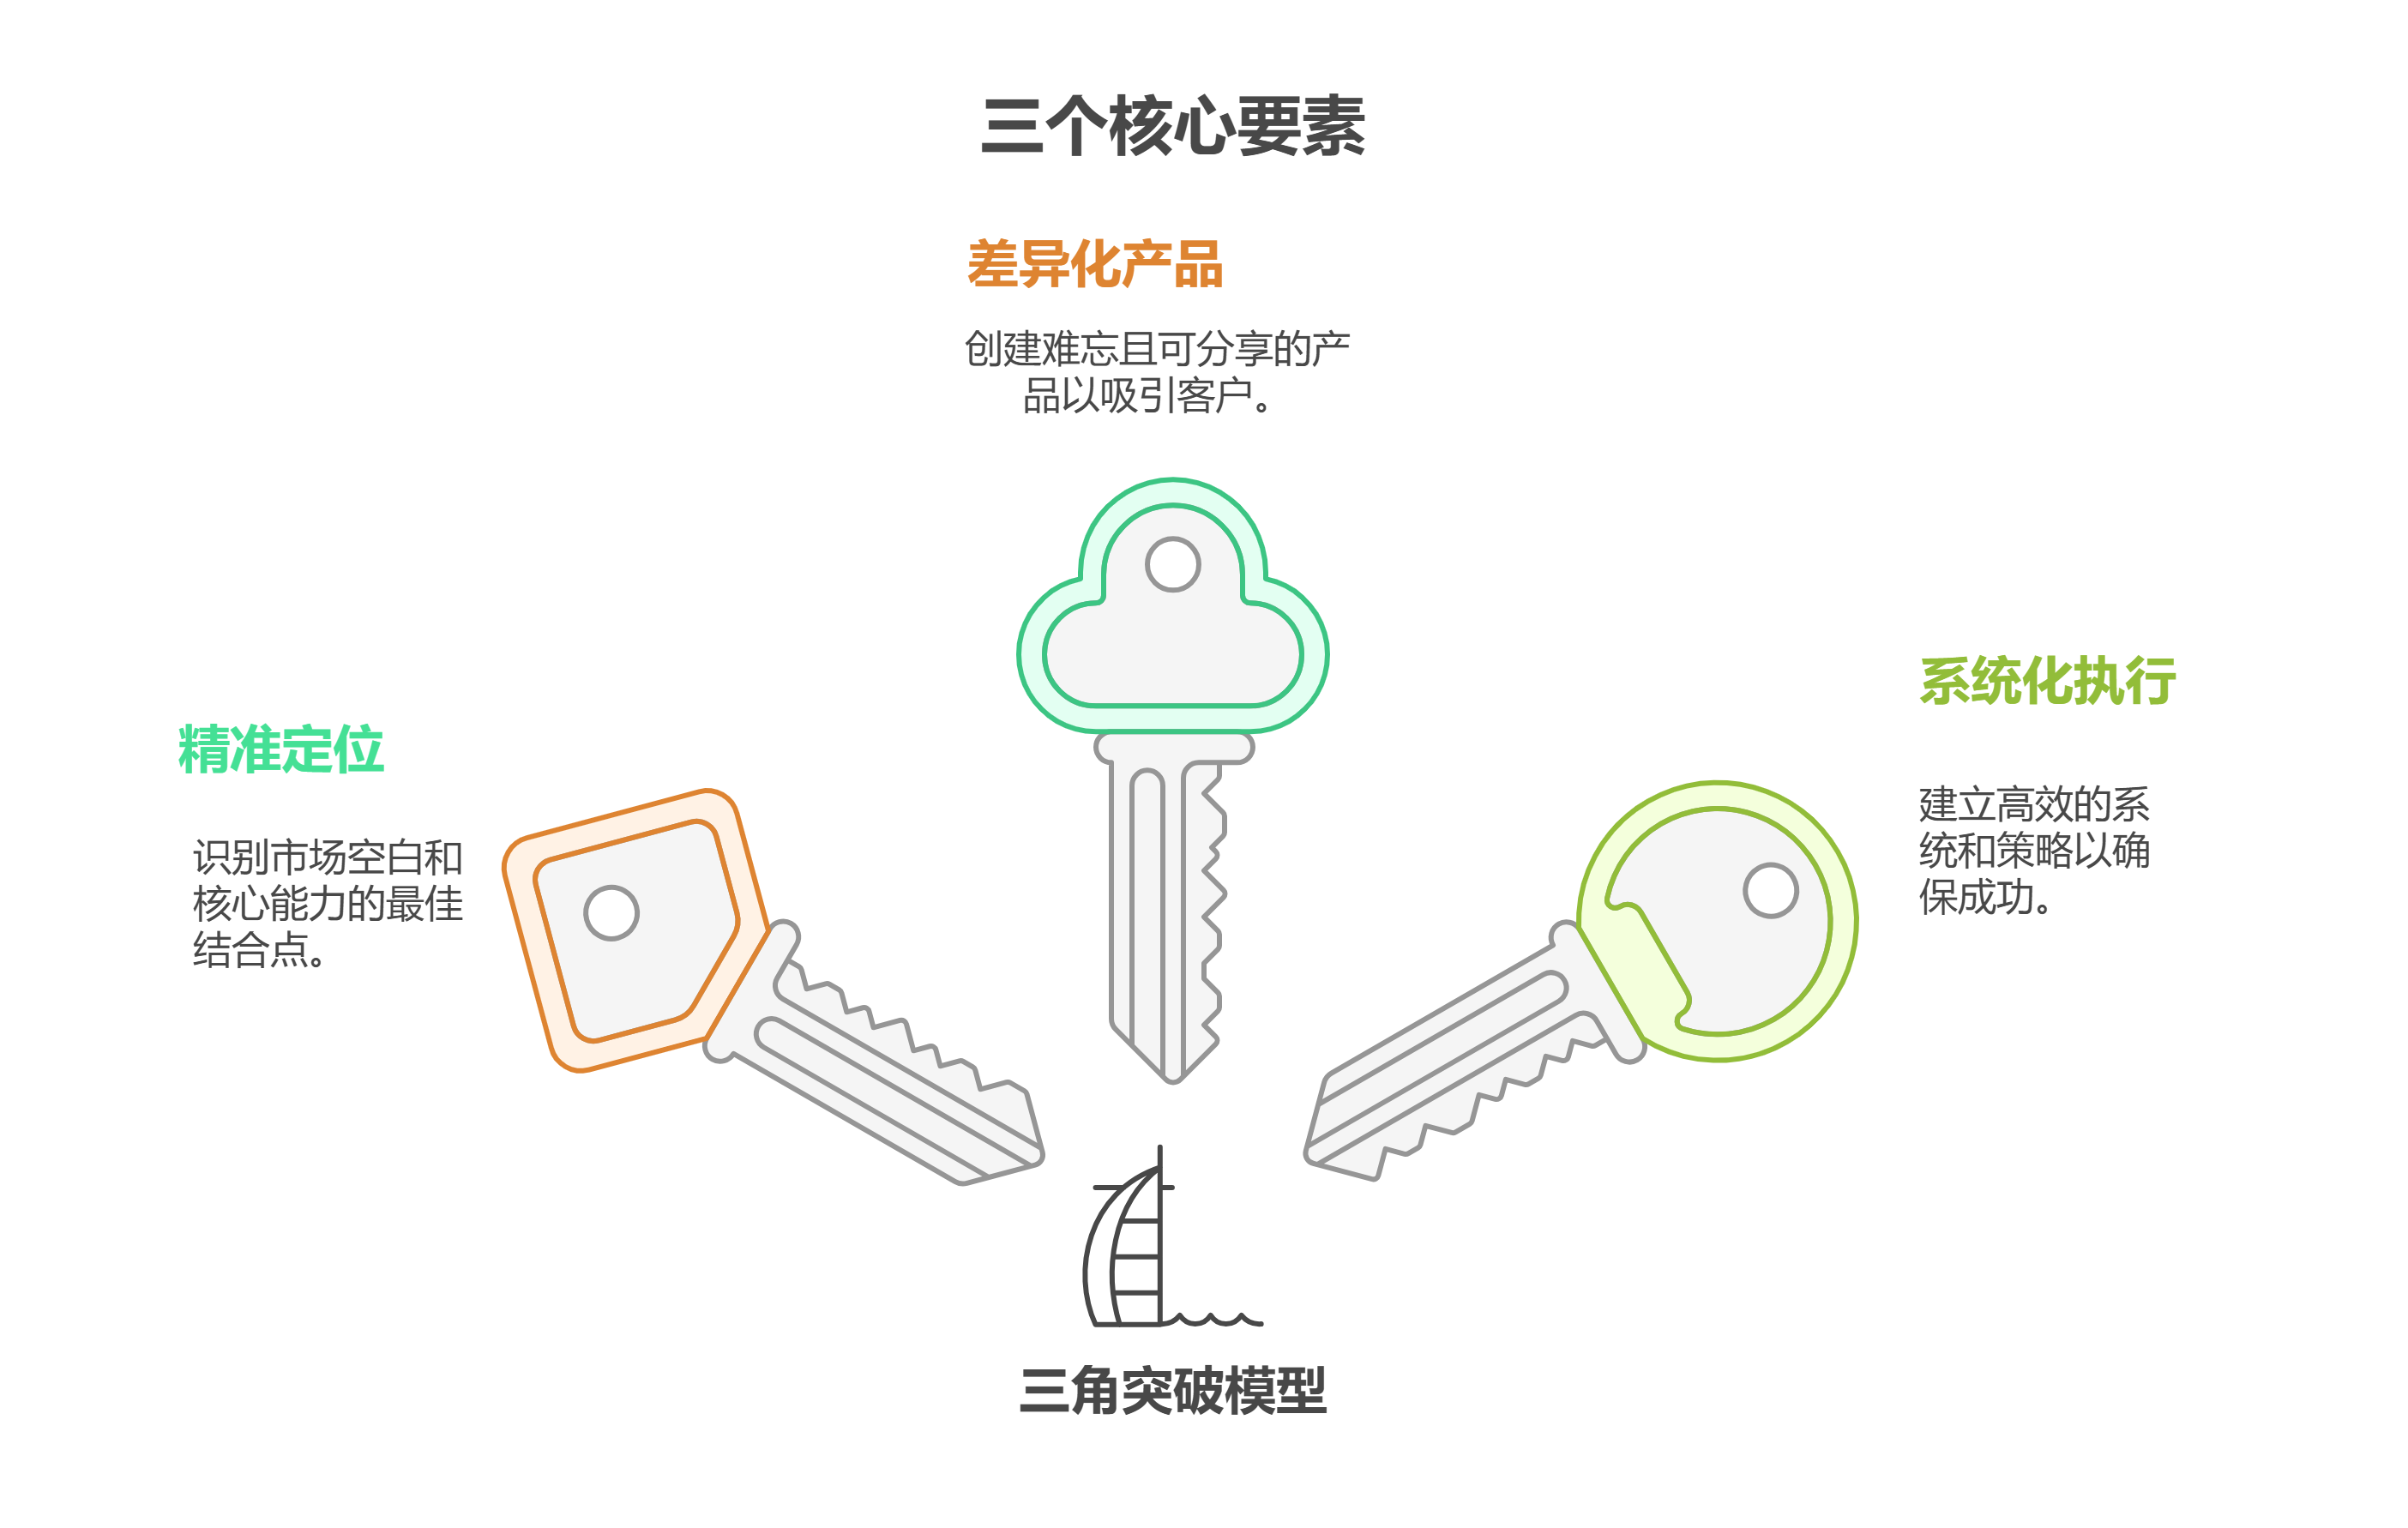 三个核心要素
差异化产品
创建难忘且可分享的产
品以吸引客户。
精准定位
识别市场空白和
核心能力的最佳
结合点。
系统化执行
建立高效的系
统和策略以确
保成功。
三角突破模型